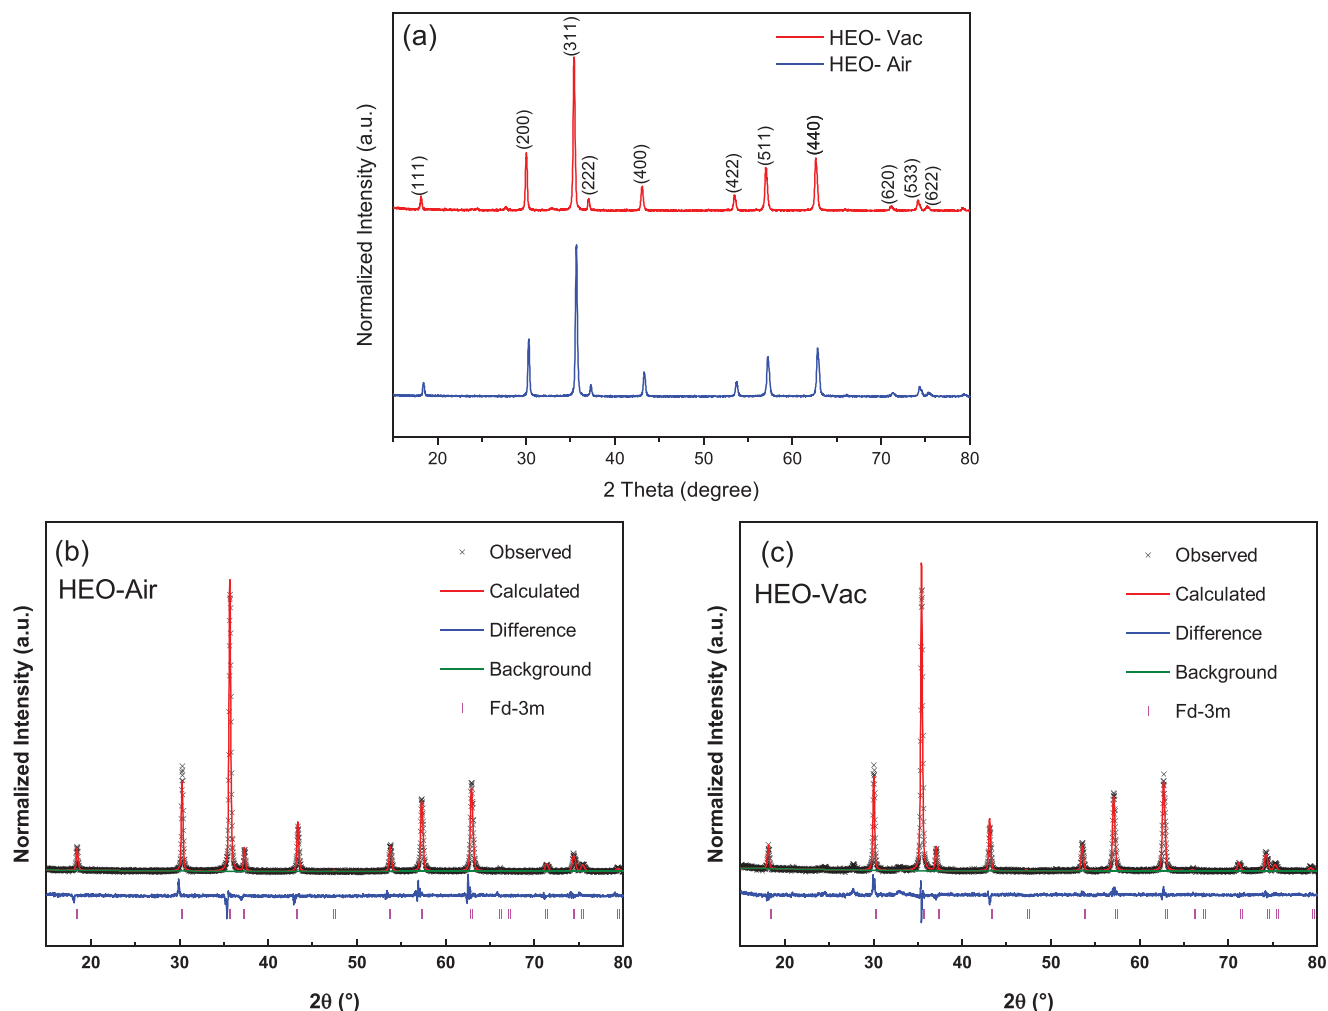 (a)
HEO- Vac
HEO- Air
(111)
(200)
(311)
(222)
(400)
(422)
(511)
(440)
(620)
(533)
(622)
Normalized Intensity (a.u.)
20 30 40 50 60 70 80
2 Theta (degree)
(b)
HEO-Air
Observed
Calculated
Difference
Background
Fd-3m
Normalized Intensity (a.u.)
20 30 40 50 60 70 80
2θ (°)
(c)
HEO-Vac
Observed
Calculated
Difference
Background
Fd-3m
Normalized Intensity (a.u.)
20 30 40 50 60 70 80
2θ (°)